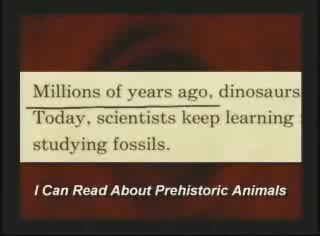 Millions of years ago, dinosaurs
Today, scientists keep learning
studying fossils.
I Can Read About Prehistoric Animals